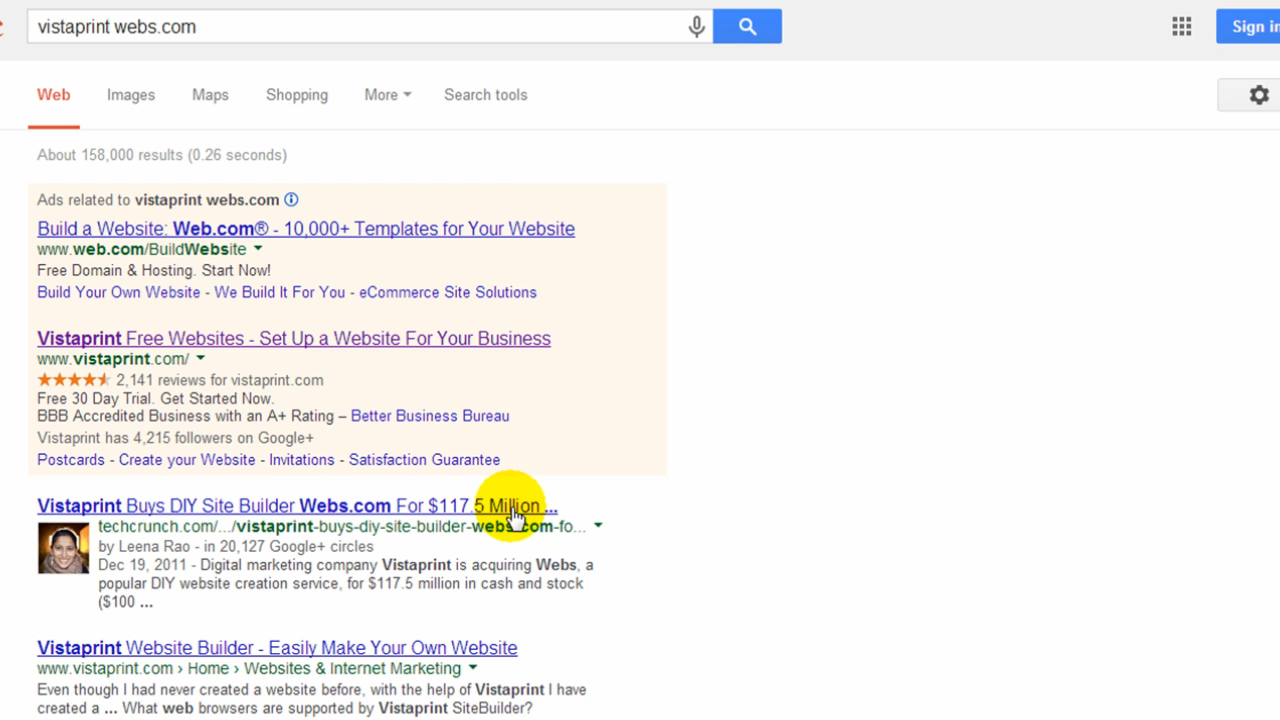 vistaprint webs.com
Sign in
Web Images Maps Shopping More Search tools
About 158,000 results (0.26 seconds)
Ads related to vistaprint webs.com
Build a Website: Web.com® - 10,000+ Templates for Your Website
www.web.com/BuildWebsite
Free Domain & Hosting. Start Now!
Build Your Own Website - We Build It For You - eCommerce Site Solutions
Vistaprint Free Websites - Set Up a Website For Your Business
www.vistaprint.com/
2,141 reviews for vistaprint.com
Free 30 Day Trial. Get Started Now.
BBB Accredited Business with an A+ Rating – Better Business Bureau
Vistaprint has 4,215 followers on Google+
Postcards - Create your Website - Invitations - Satisfaction Guarantee
Vistaprint Buys DIY Site Builder Webs.com For $117.5 Million ...
techcrunch.com/.../vistaprint-buys-diy-site-builder-webs-com-fo...
by Leena Rao - in 20,127 Google+ circles
Dec 19, 2011 - Digital marketing company Vistaprint is acquiring Webs, a
popular DIY website creation service, for $117.5 million in cash and stock
($100 ...
Vistaprint Website Builder - Easily Make Your Own Website
www.vistaprint.com › Home › Websites & Internet Marketing
Even though I had never created a website before, with the help of Vistaprint I have
created a ... What web browsers are supported by Vistaprint SiteBuilder?